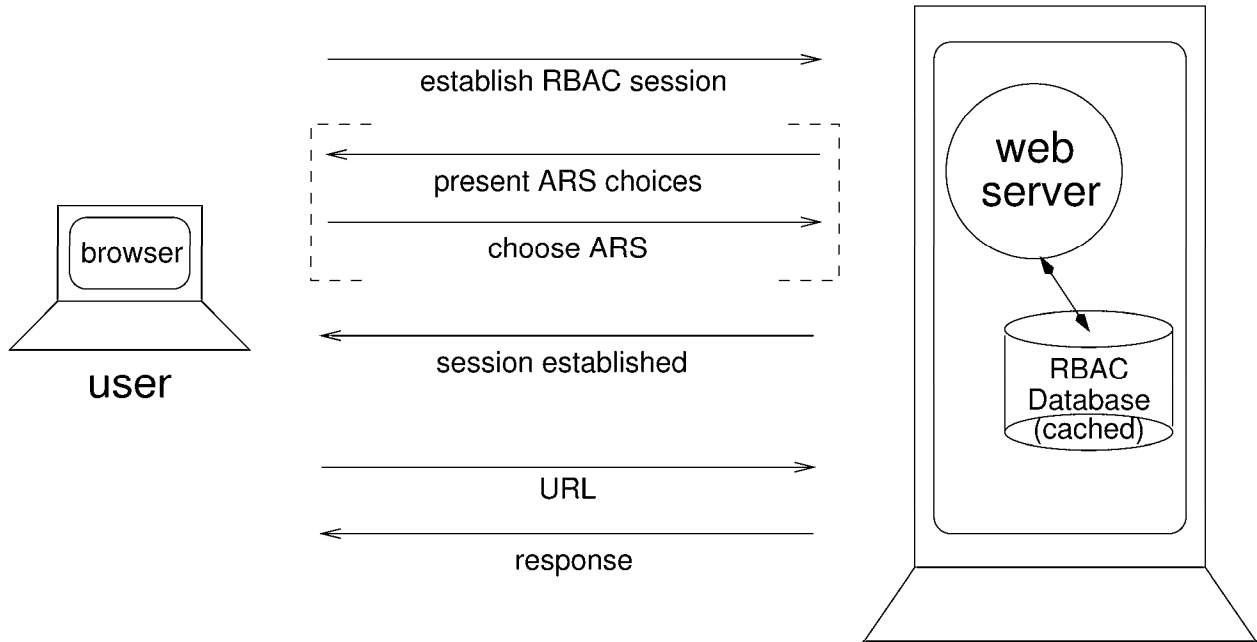 establish RBAC session
present ARS choices
choose ARS
session established
URL
response
browser
user
web
server
RBAC
Database
(cached)